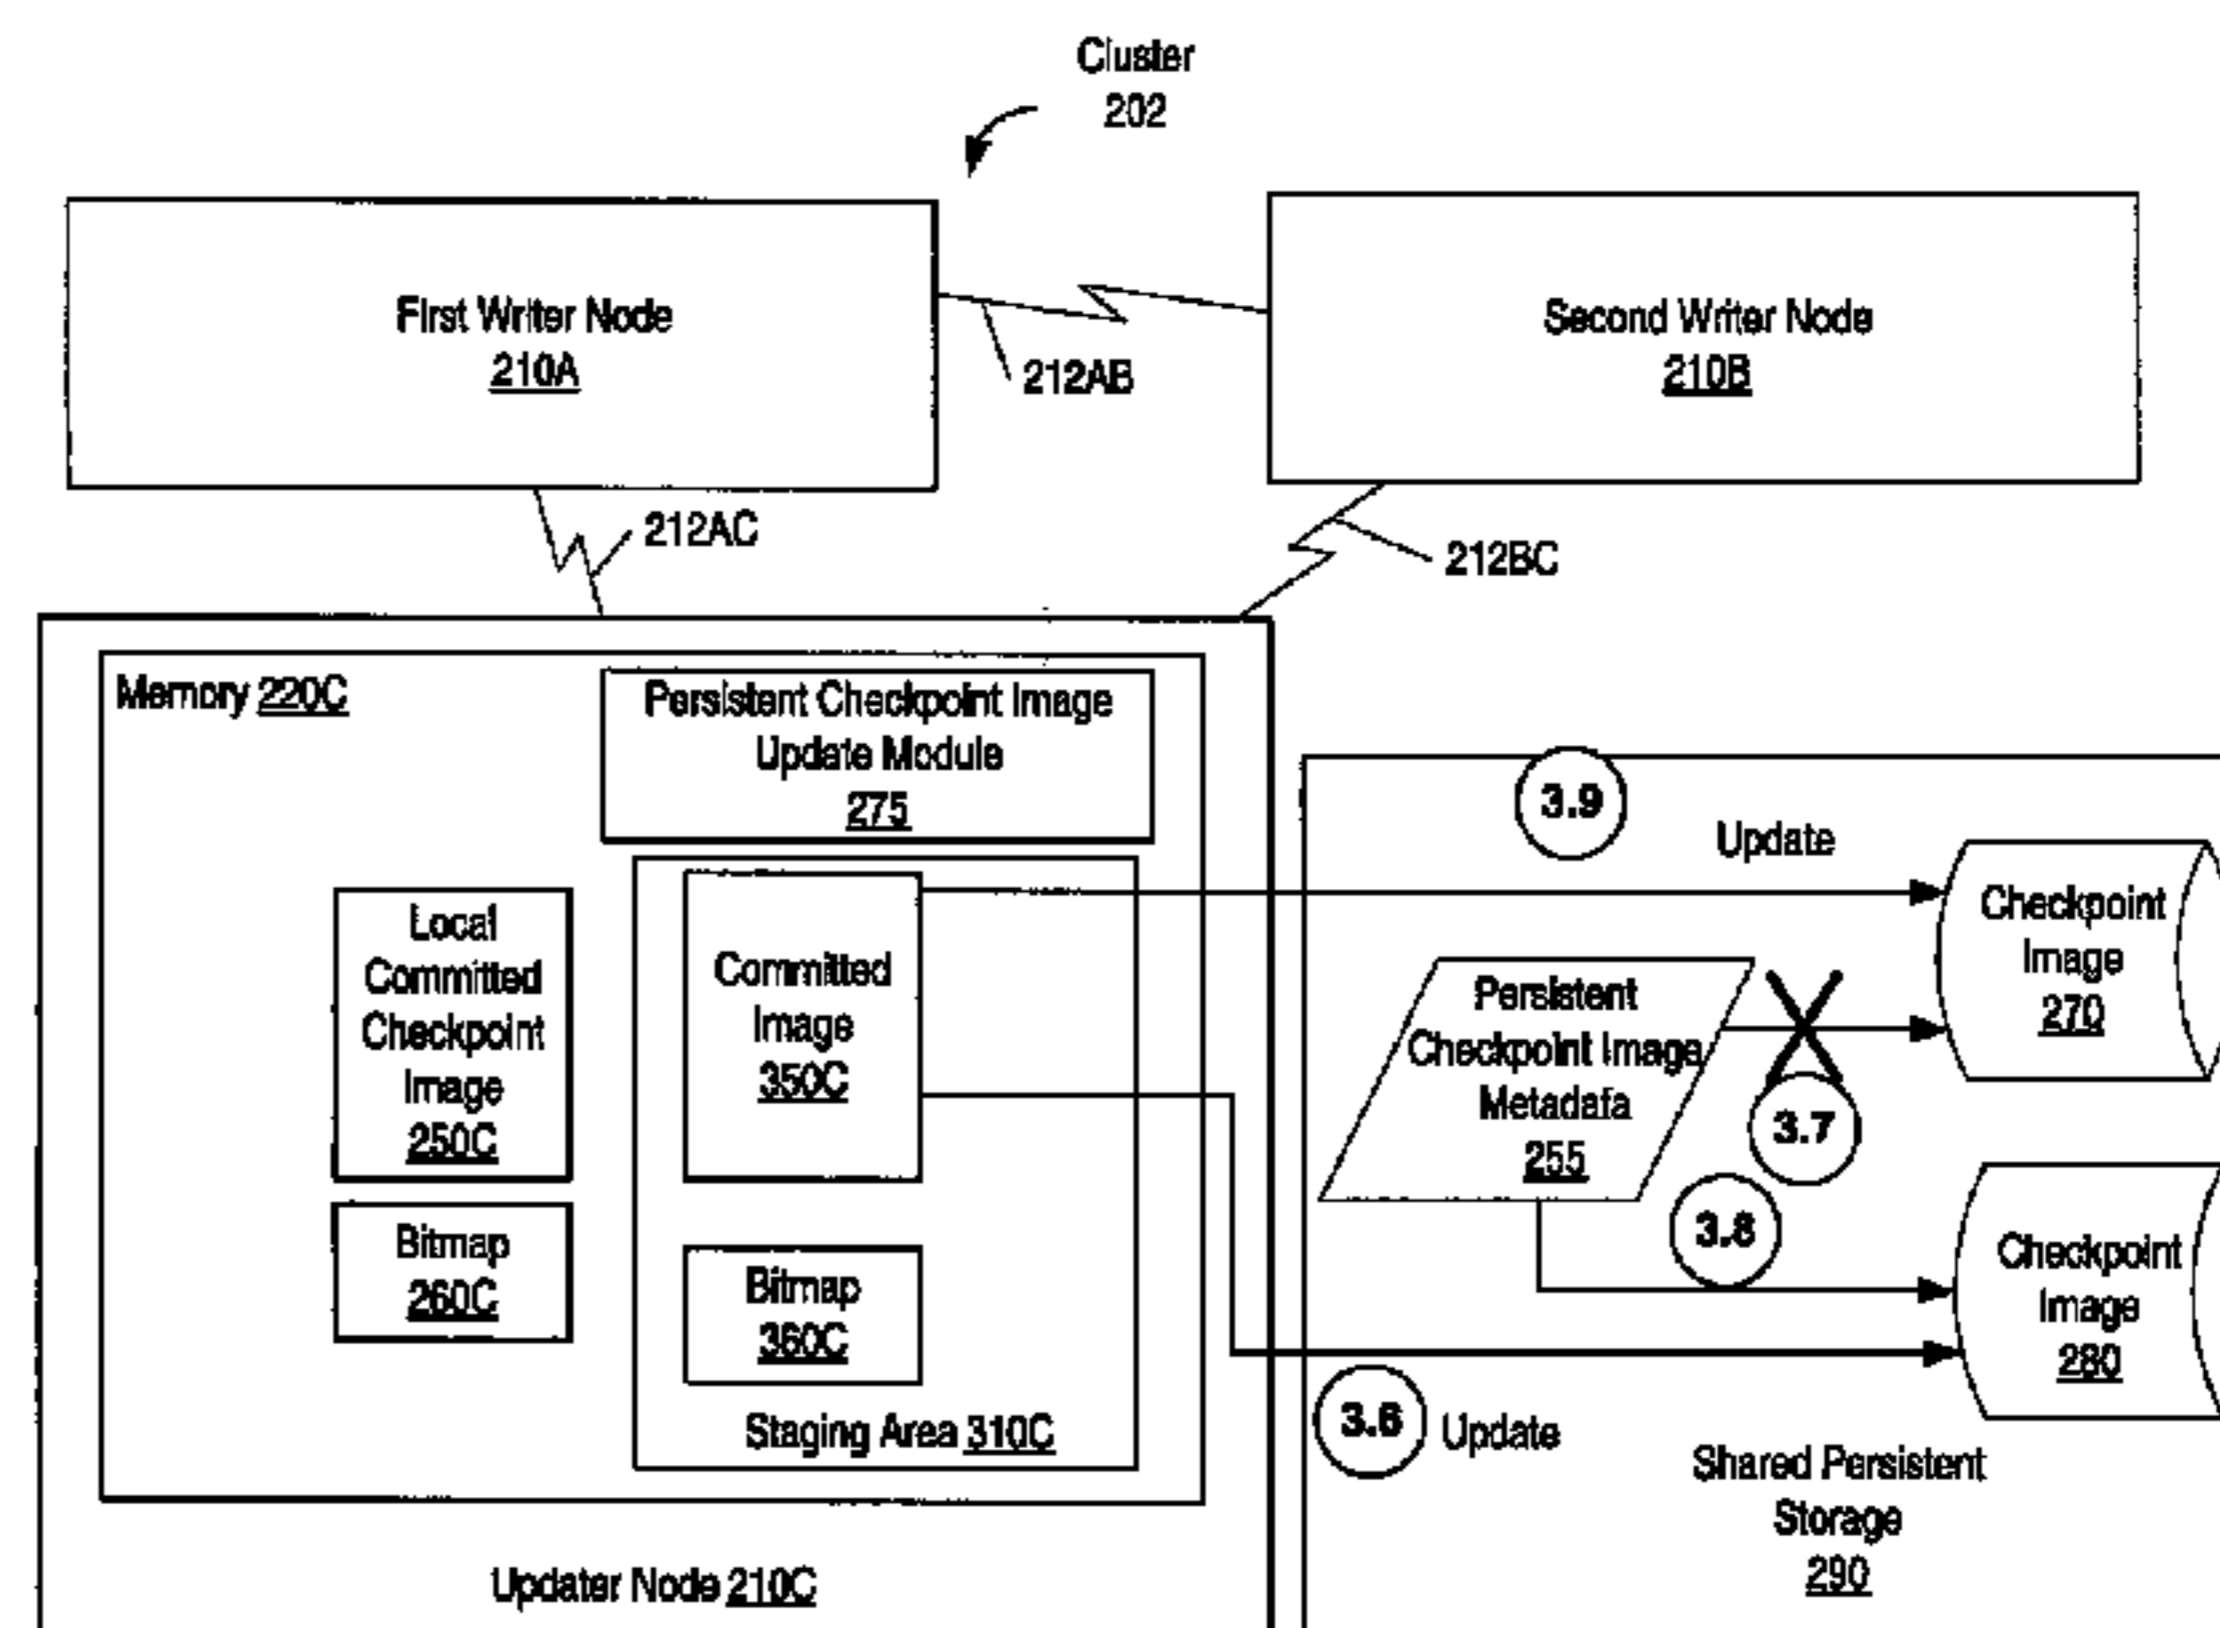 Cluster
202
First Writer Node
210A
212AB
Second Writer Node
210B
212AC
212BC
Memory 220C
Persistent Checkpoint Image
Update Module
275
Local
Committed
Checkpoint
Image
250C
Bitmap
260C
Committed
Image
350C
Bitmap
360C
Staging Area 310C
Updater Node 210C
3.9
Update
Checkpoint
Image
270
Persistent
Checkpoint Image
Metadata
255
3.7
3.8
Checkpoint
Image
280
3.6 Update
Shared Persistent
Storage
290